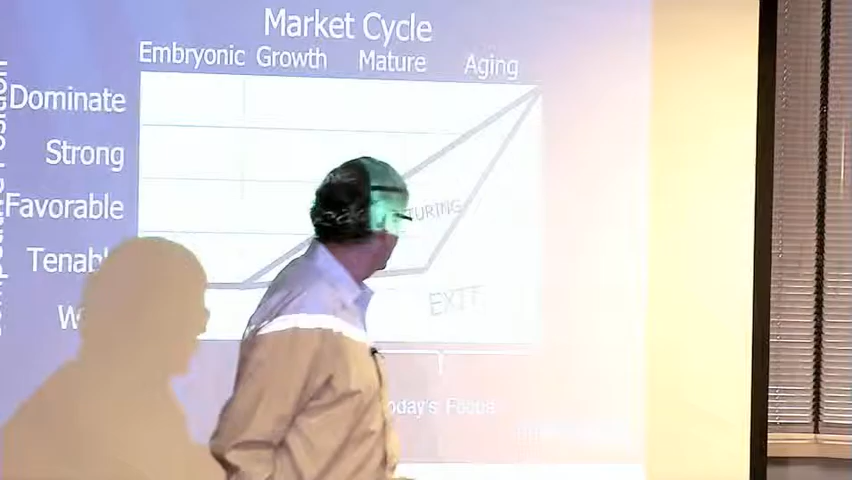 Market Cycle
Embryonic Growth Mature Aging
Dominate
Strong
Favorable
TURING
Tenabl
EXIT
W
oday's Focus